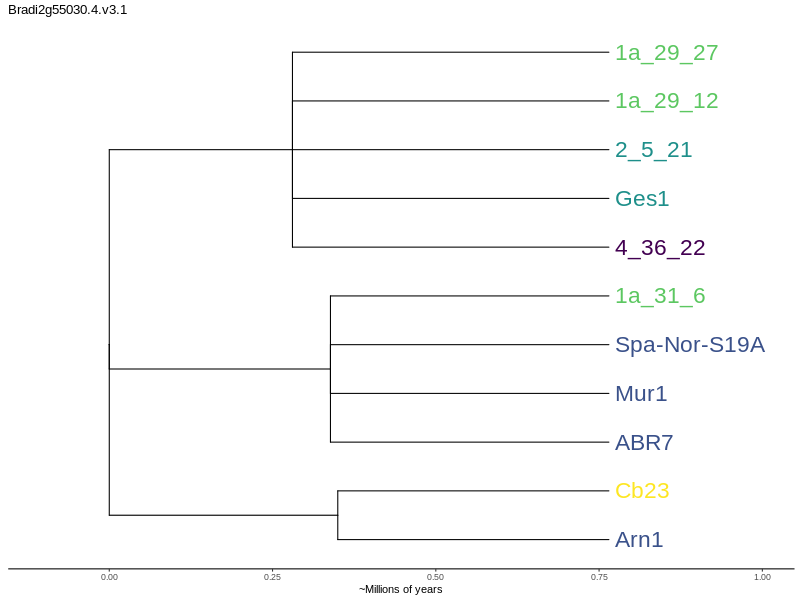 Bradi2g55030.4.v3.1
1a_29_27
1a_29_12
2_5_21
Ges1
4_36_22
1a_31_6
Spa-Nor-S19A
Mur1
ABR7
Cb23
Arn1
0.00 0.25 0.50 0.75 1.00
~Millions of years